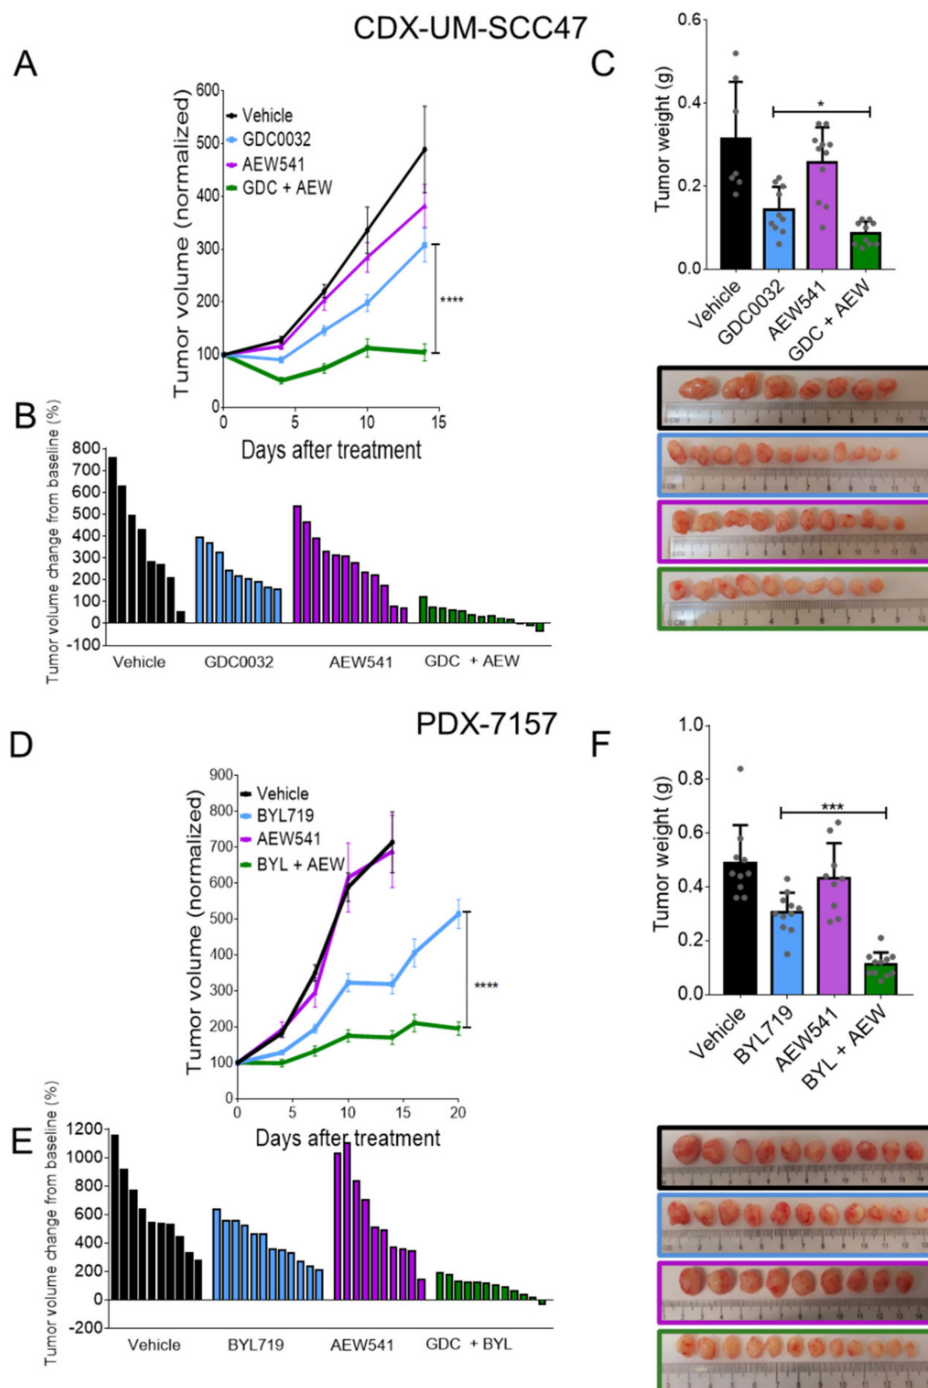 CDX-UM-SCC47
A
Tumor volume (normalized)
600
500
400
300
200
100
0
Vehicle
GDC0032
AEW541
GDC + AEW
****
0 5 10 15
Days after treatment
B
Tumor volume change from baseline (%)
800
700
600
500
400
300
200
100
0
-100
Vehicle GDC0032 AEW541 GDC + AEW
C
Tumor weight (g)
0.6
0.4
0.2
0.0
*
Vehicle
GDC0032
AEW541
GDC + AEW
PDX-7157
D
Tumor volume (normalized)
900
800
700
600
500
400
300
200
100
0
Vehicle
BYL719
AEW541
BYL + AEW
****
0 5 10 15 20
Days after treatment
E
Tumor volume change from baseline (%)
1200
1000
800
600
400
200
0
-200
Vehicle BYL719 AEW541 GDC + BYL
F
Tumor weight (g)
1.0
0.8
0.6
0.4
0.2
0.0
***
Vehicle
BYL719
AEW541
BYL + AEW